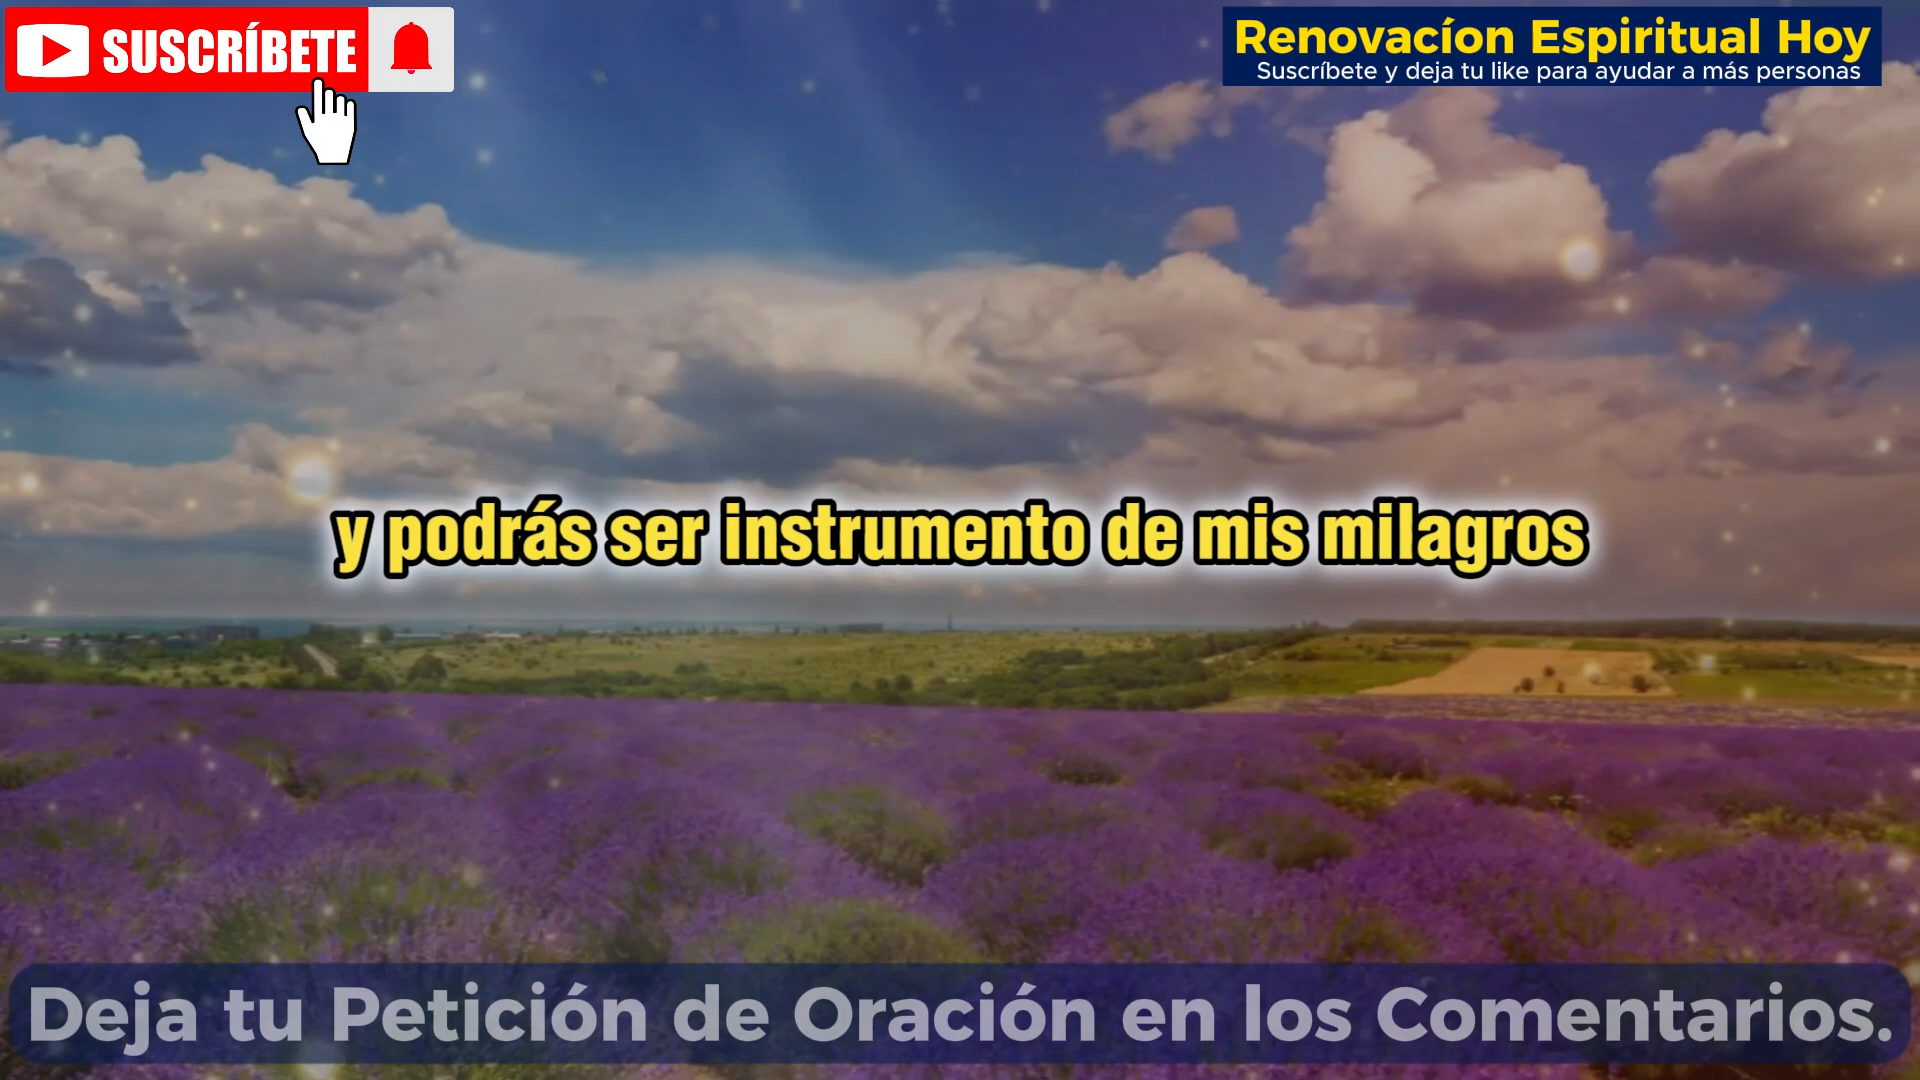 SUSCRÍBETE
Renovacíon Espiritual Hoy
Suscríbete y deja tu like para ayudar a más personas
y podrás ser instrumento de mis milagros
Deja tu Petición de Oración en los Comentarios.